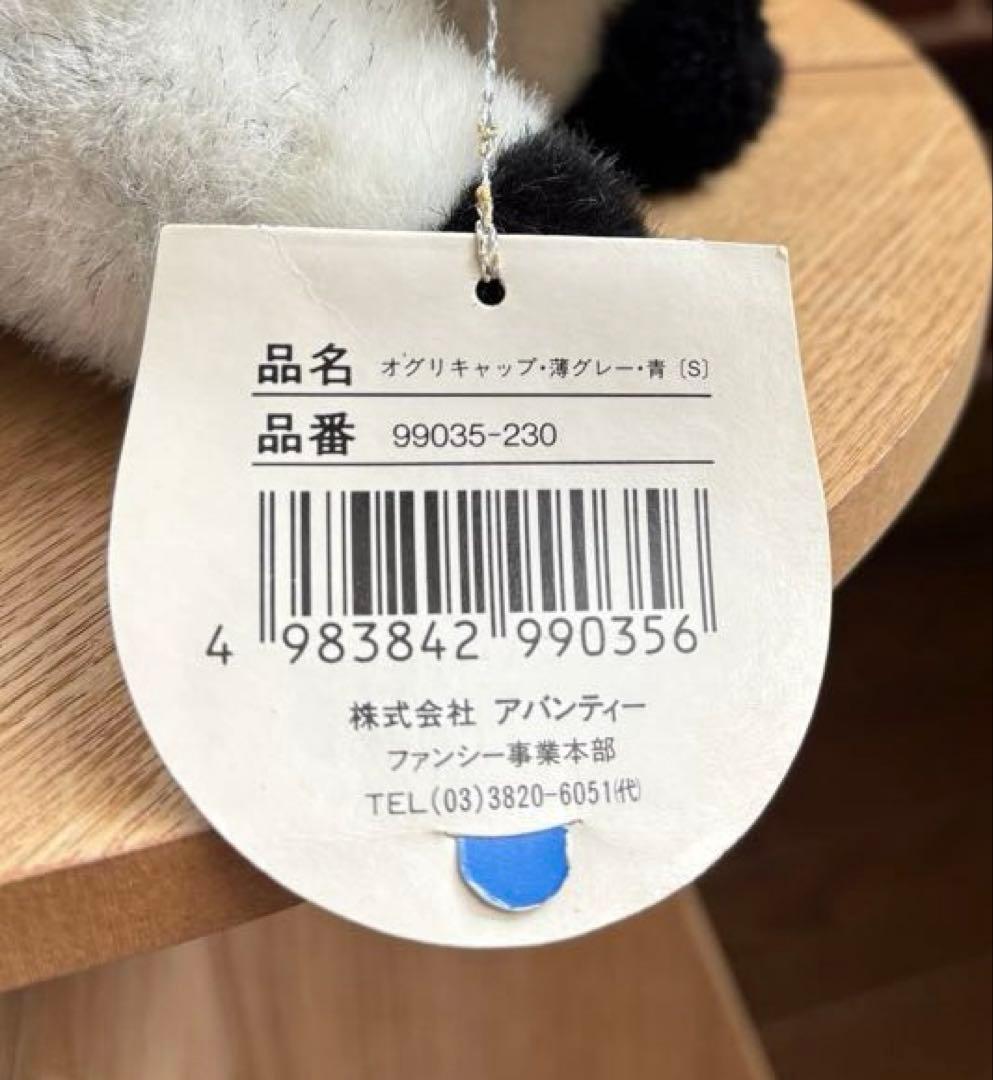 品名 オグリキャップ・薄グレー・青〔S〕
品番 99035-230
4 983842 990356
株式会社 アバンティー
ファンシー事業本部
TEL(03)3820-6051㈹